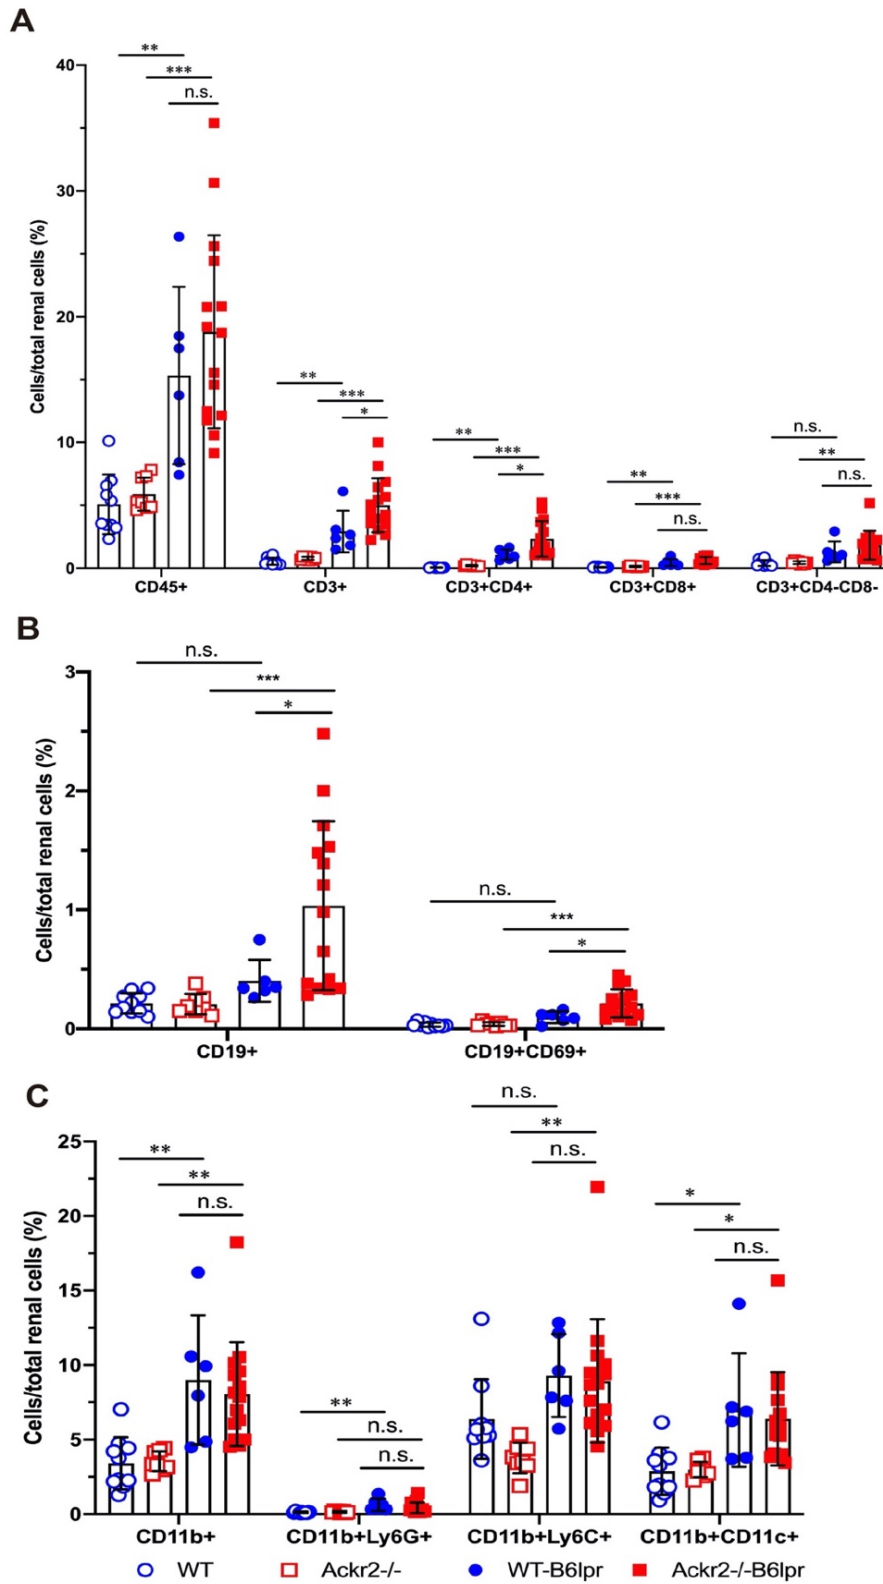 A
Cells/total renal cells (%)
40
30
20
10
0
**
***
n.s.
**
***
*
**
***
*
**
***
n.s.
n.s.
**
n.s.
CD45+ CD3+ CD3+CD4+ CD3+CD8+ CD3+CD4-CD8-
B
Cells/total renal cells (%)
3
2
1
0
n.s.
***
*
n.s.
***
*
CD19+ CD19+CD69+
C
Cells/total renal cells (%)
25
20
15
10
5
0
**
**
n.s.
**
n.s.
n.s.
n.s.
**
n.s.
*
*
n.s.
CD11b+ CD11b+Ly6G+ CD11b+Ly6C+ CD11b+CD11c+
WT Ackr2-/- WT-B6lpr Ackr2-/-B6lpr